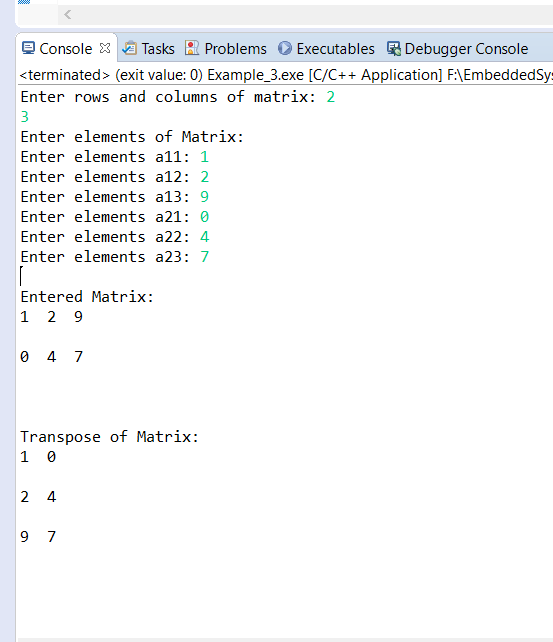 Console Tasks Problems Executables Debugger Console
<terminated> (exit value: 0) Example_3.exe [C/C++ Application] F:\EmbeddedSys
Enter rows and columns of matrix: 2
3
Enter elements of Matrix:
Enter elements a11: 1
Enter elements a12: 2
Enter elements a13: 9
Enter elements a21: 0
Enter elements a22: 4
Enter elements a23: 7
Entered Matrix:
1  2  9
0  4  7
Transpose of Matrix:
1  0
2  4
9  7